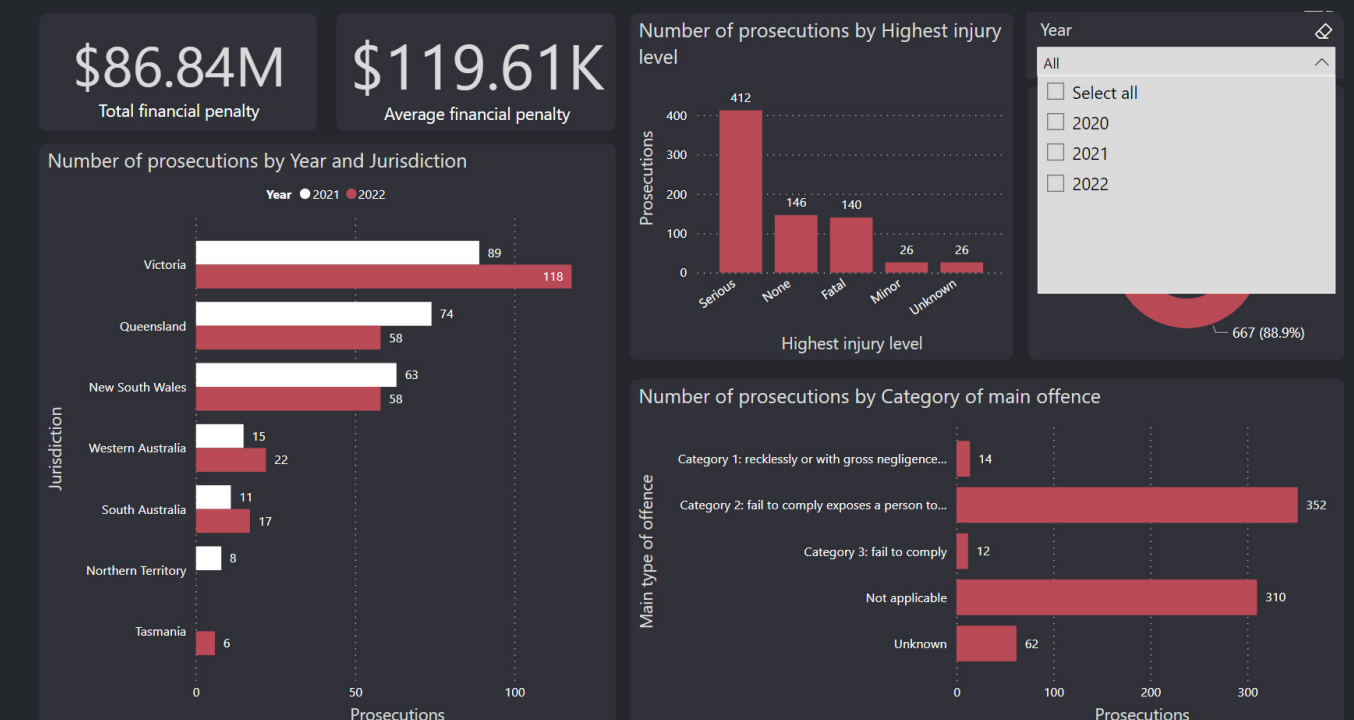 $86.84M
Total financial penalty
$119.61K
Average financial penalty
Number of prosecutions by Year and Jurisdiction
Year 2021 2022
Jurisdiction
Victoria
89
118
Queensland
74
58
New South Wales
63
58
Western Australia
15
22
South Australia
11
17
Northern Territory
8
Tasmania
6
0 50 100
Prosecutions
Number of prosecutions by Highest injury
level
Prosecutions
400
300
200
100
0
412
146
140
26
26
Serious
None
Fatal
Minor
Unknown
Highest injury level
Year
All
Select all
2020
2021
2022
667 (88.9%)
Number of prosecutions by Category of main offence
Main type of offence
Category 1: recklessly or with gross negligence... 14
Category 2: fail to comply exposes a person to... 352
Category 3: fail to comply 12
Not applicable 310
Unknown 62
0 100 200 300
Prosecutions